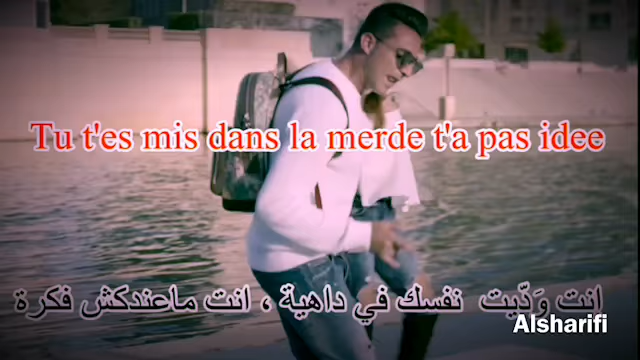 Tu t'es mis dans la merde t'a pas idee
انت وَدّيت نفسك في داهية ، انت ماعندكش فكرة
Alsharifi